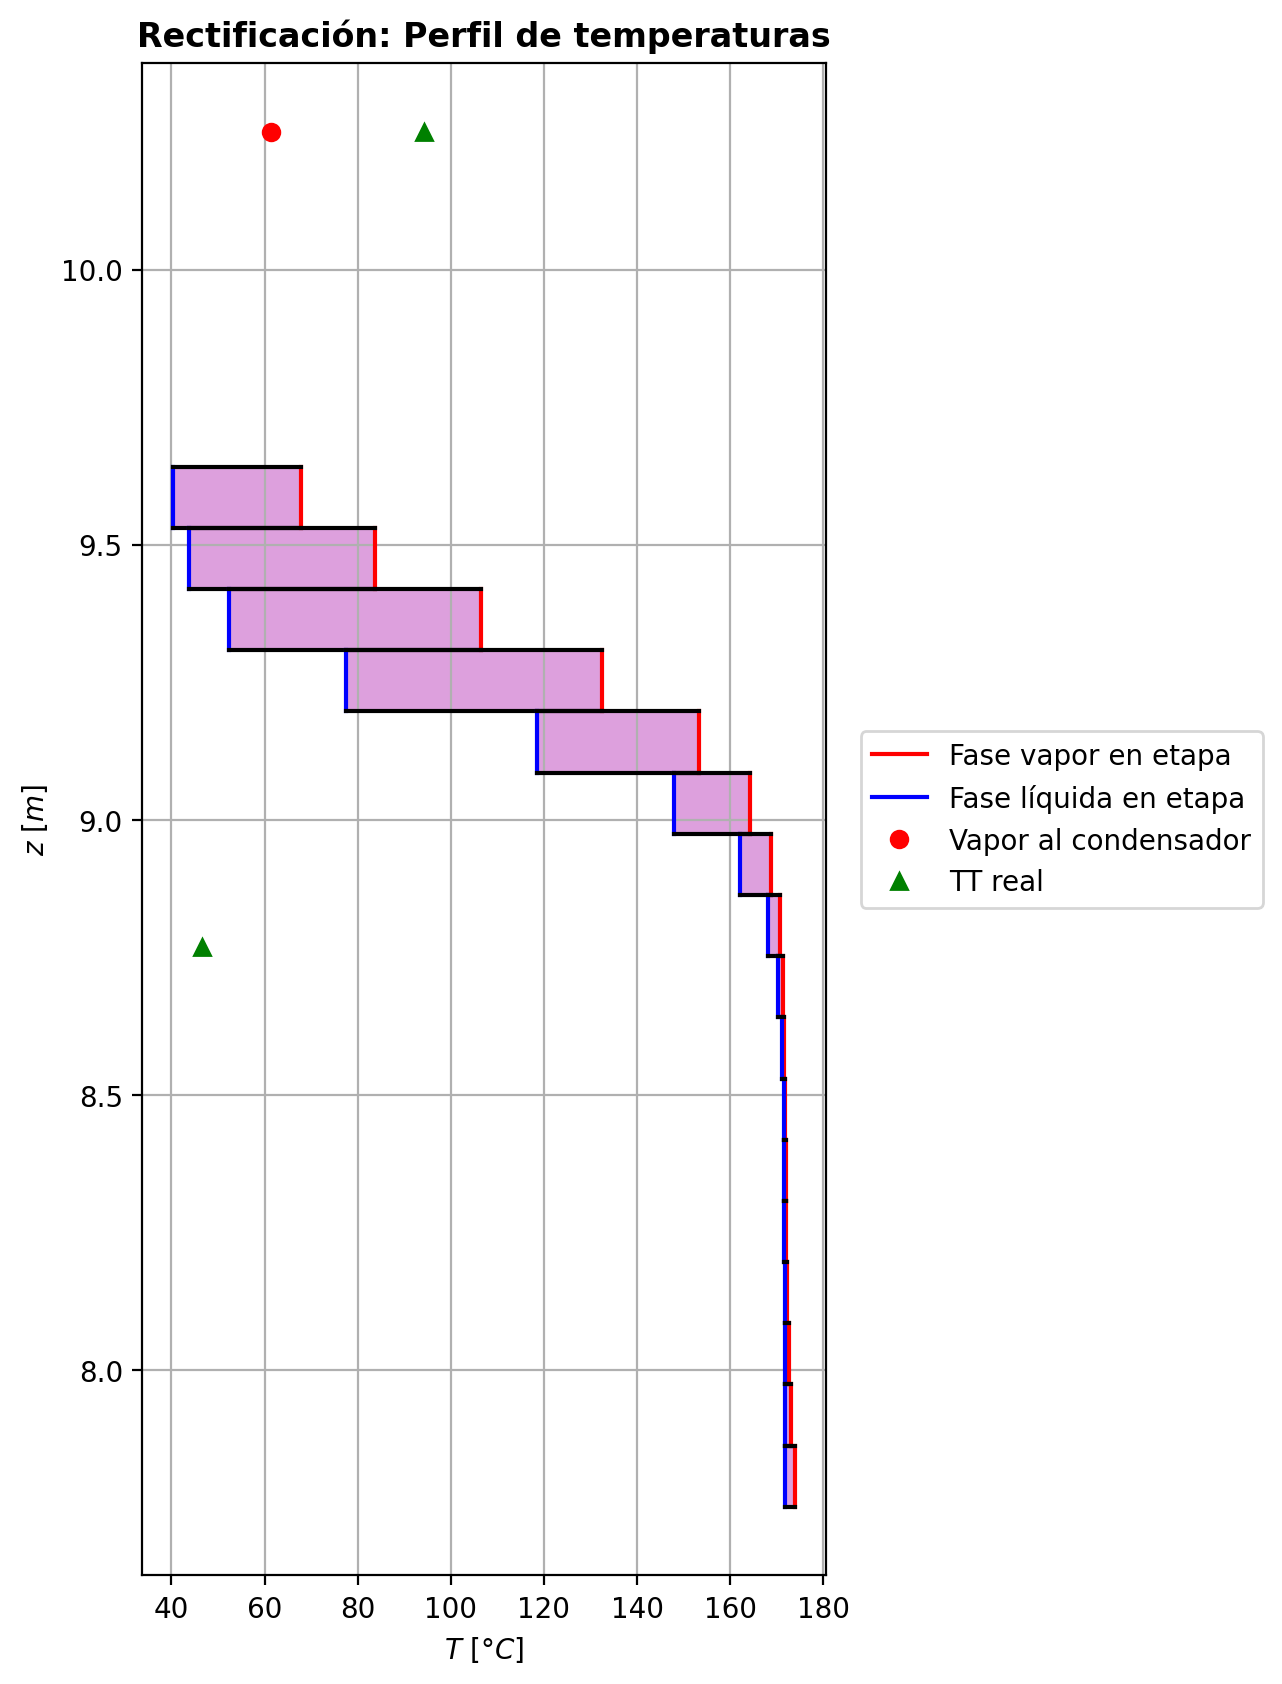 Rectificación: Perfil de temperaturas
10.0
9.5
9.0
8.5
8.0
z [m]
40 60 80 100 120 140 160 180
T [°C]
Fase vapor en etapa
Fase líquida en etapa
Vapor al condensador
TT real